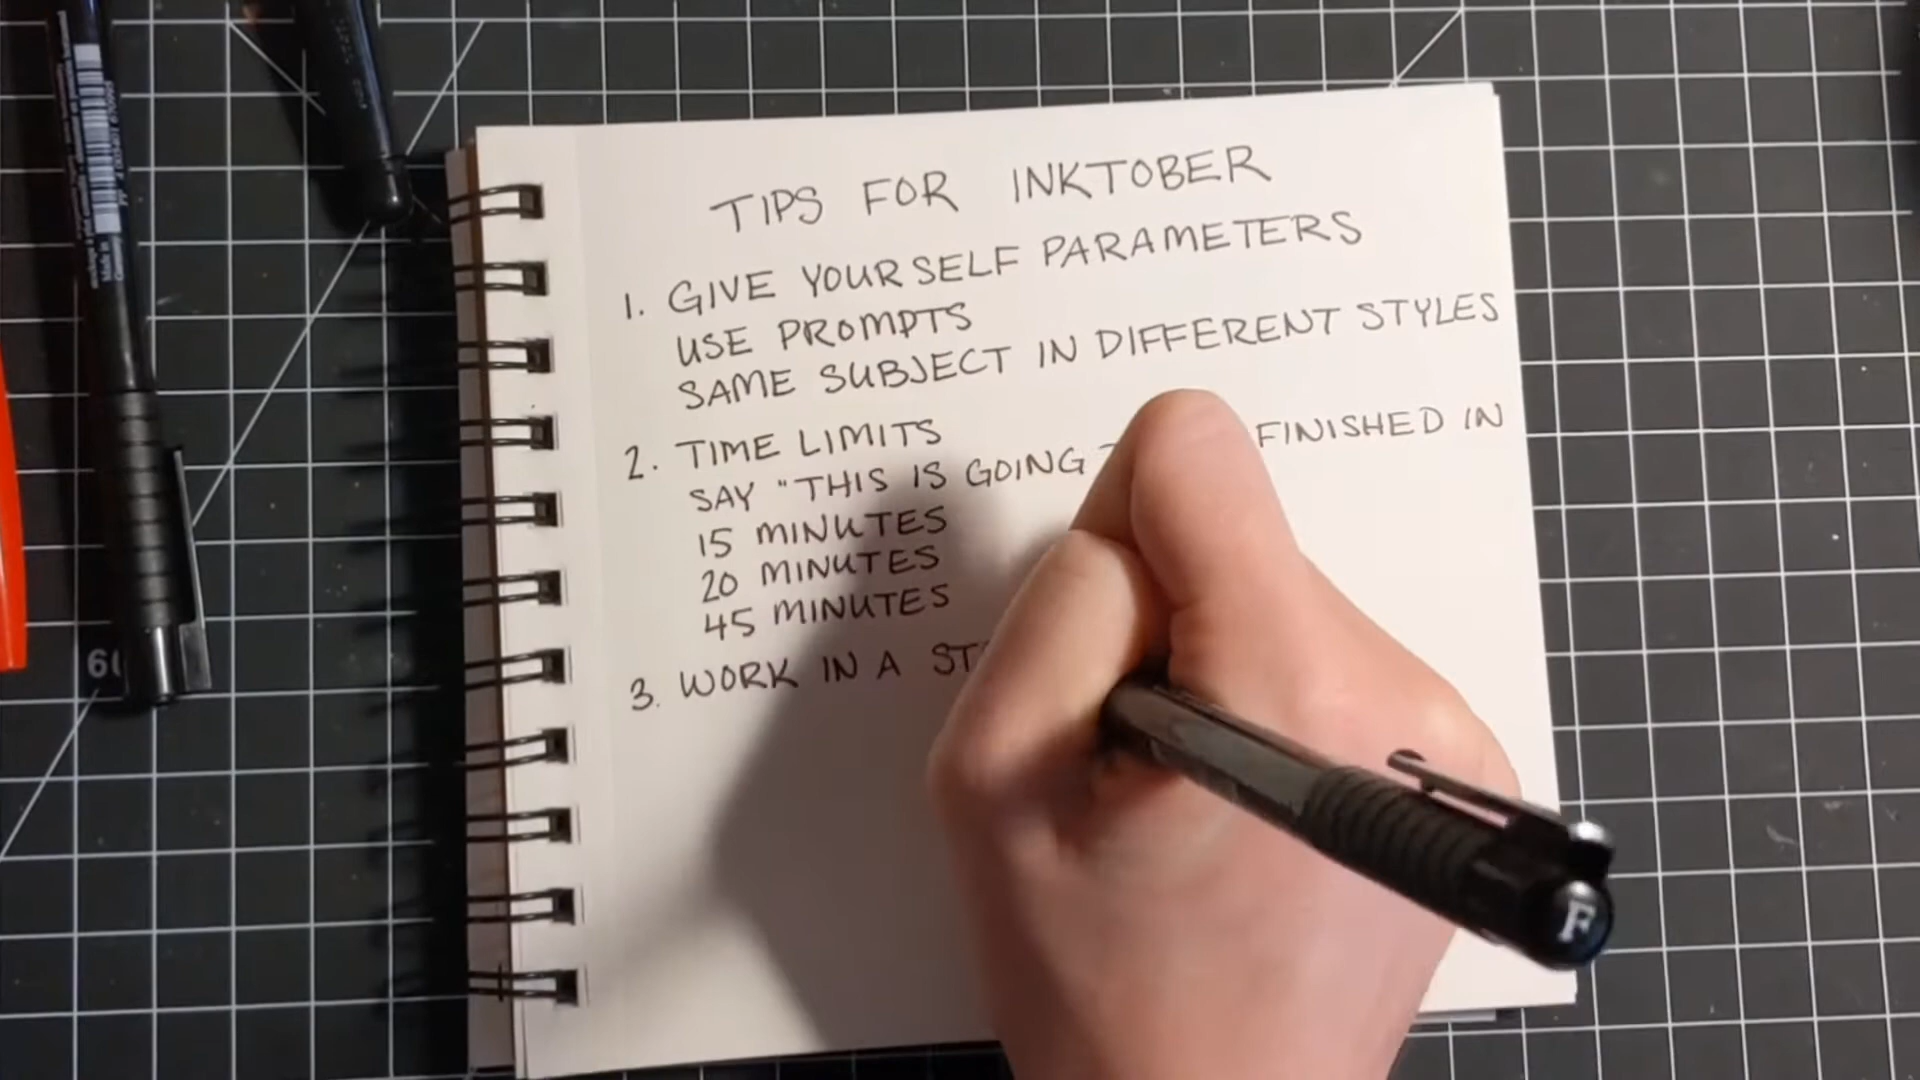 TIPS FOR INKTOBER
1. GIVE YOURSELF PARAMETERS
USE PROMPTS
SAME SUBJECT IN DIFFERENT STYLES
2. TIME LIMITS
SAY "THIS IS GOING FINISHED IN
15 MINUTES
20 MINUTES
45 MINUTES
3. WORK IN A
F